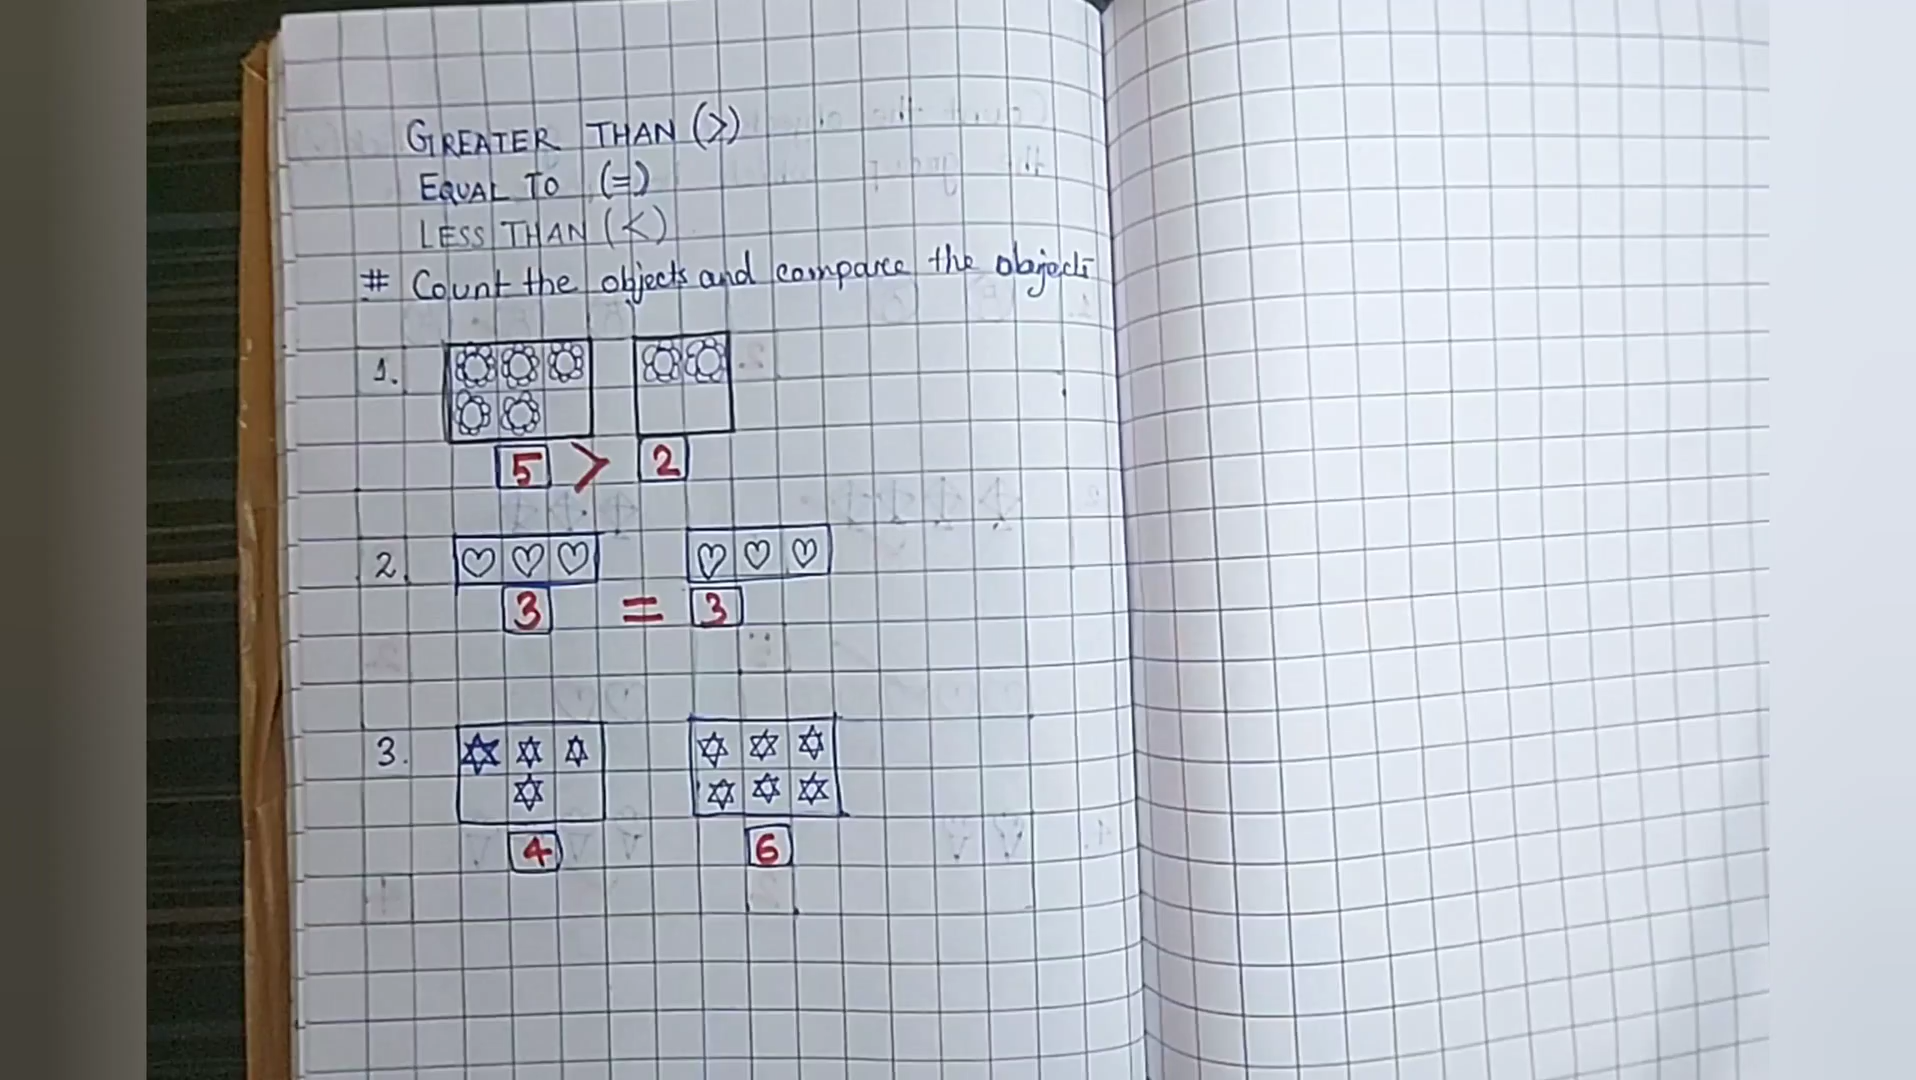 GREATER THAN (>)
EQUAL TO (=)
LESS THAN (<)
# Count the objects and compare the objects
1.
5 > 2
2.
3 = 3
3.
4 6